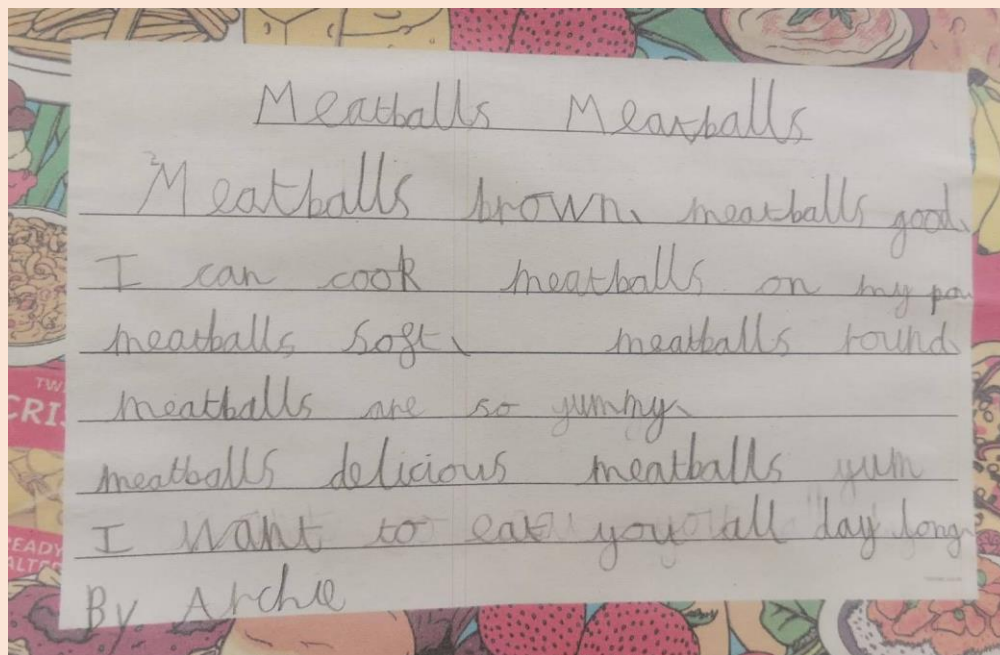 Meatballs Meatballs
Meatballs brown, meatballs good,
I can cook meatballs on my pan
meatballs soft, meatballs round
meatballs are so yummy,
meatballs delicious meatballs yum
I want to eat you all day long
By Archie